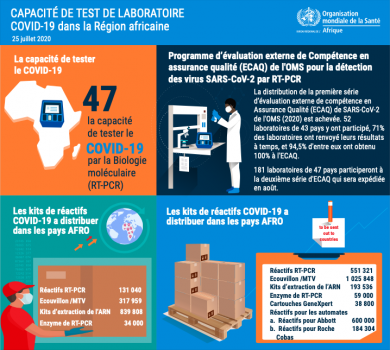 CAPACITÉ DE TEST DE LABORATOIRE
COVID-19 dans la Région africaine
25 juillet 2020
Organisation
mondiale de la Santé
Afrique
La capacité de tester
le COVID-19
47
la capacité
de tester le
COVID-19
par la Biologie
moléculaire
(RT-PCR)
Programme d'évaluation externe de Compétence en
assurance qualité (ECAQ) de l'OMS pour la détection
des virus SARS-CoV-2 par RT-PCR
La distribution de la première série
d'évaluation externe de compétence en
Assurance Qualité (ECAQ) de SARS-CoV-2
de l'OMS (2020) est achevée. 52
laboratoires de 43 pays y ont participé, 71%
des laboratoires ont renvoyé leurs résultats
à temps, et 94,5% d'entre eux ont obtenu
100% à l'ECAQ.
181 laboratoires de 47 pays participeront à
la deuxième série d'ECAQ qui sera expédiée
en août.
Les kits de réactifs
COVID-19 a distribuer
dans les pays AFRO
Réactifs RT-PCR 131 040
Ecouvillon /MTV 317 959
Kits d'extraction de l'ARN 839 808
Enzyme de RT-PCR 34 000
Les kits de réactifs COVID-19 a
distribuer dans les pays AFRO
to be sent
out to
countries
Réactifs RT-PCR 551 321
Ecouvillons /MTV 1 025 848
Kits d'extraction de l'ARN 193 536
Enzyme de RT-PCR 59 000
Cartouches GeneXpert 38 800
Réactifs pour les automates
a. Réactifs pour Abbott 600 000
b. Réactifs pour Roche 184 304
Cobas